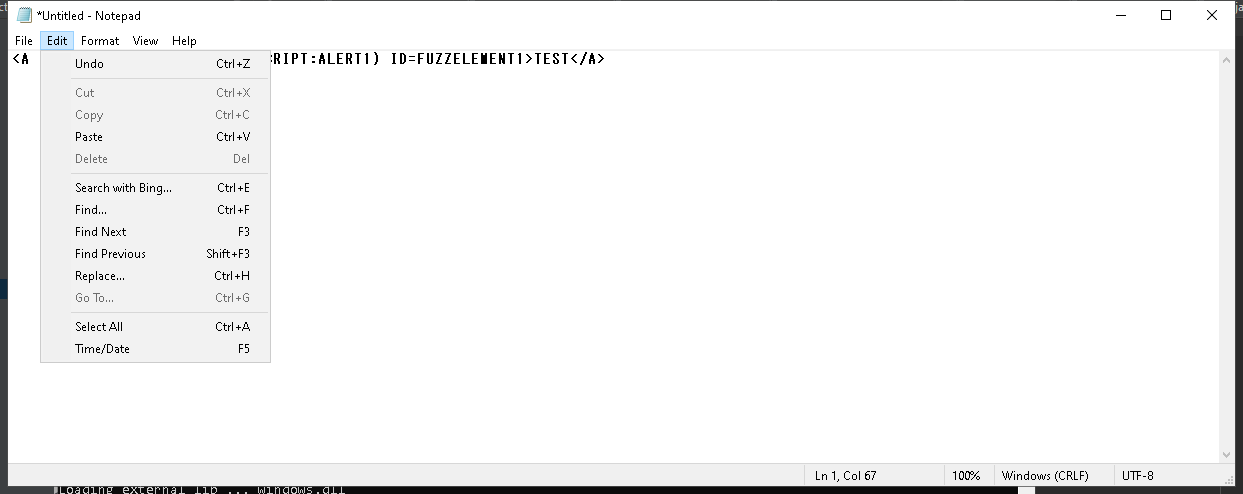 *Untitled - Notepad
File Edit Format View Help
<A RIPT:ALERT1) ID=FUZZELEMENT1>TEST</A>
Undo Ctrl+Z
Cut Ctrl+X
Copy Ctrl+C
Paste Ctrl+V
Delete Del
Search with Bing... Ctrl+E
Find... Ctrl+F
Find Next F3
Find Previous Shift+F3
Replace... Ctrl+H
Go To... Ctrl+G
Select All Ctrl+A
Time/Date F5
Ln 1, Col 67 100% Windows (CRLF) UTF-8
Loading external lib ... windows.dll